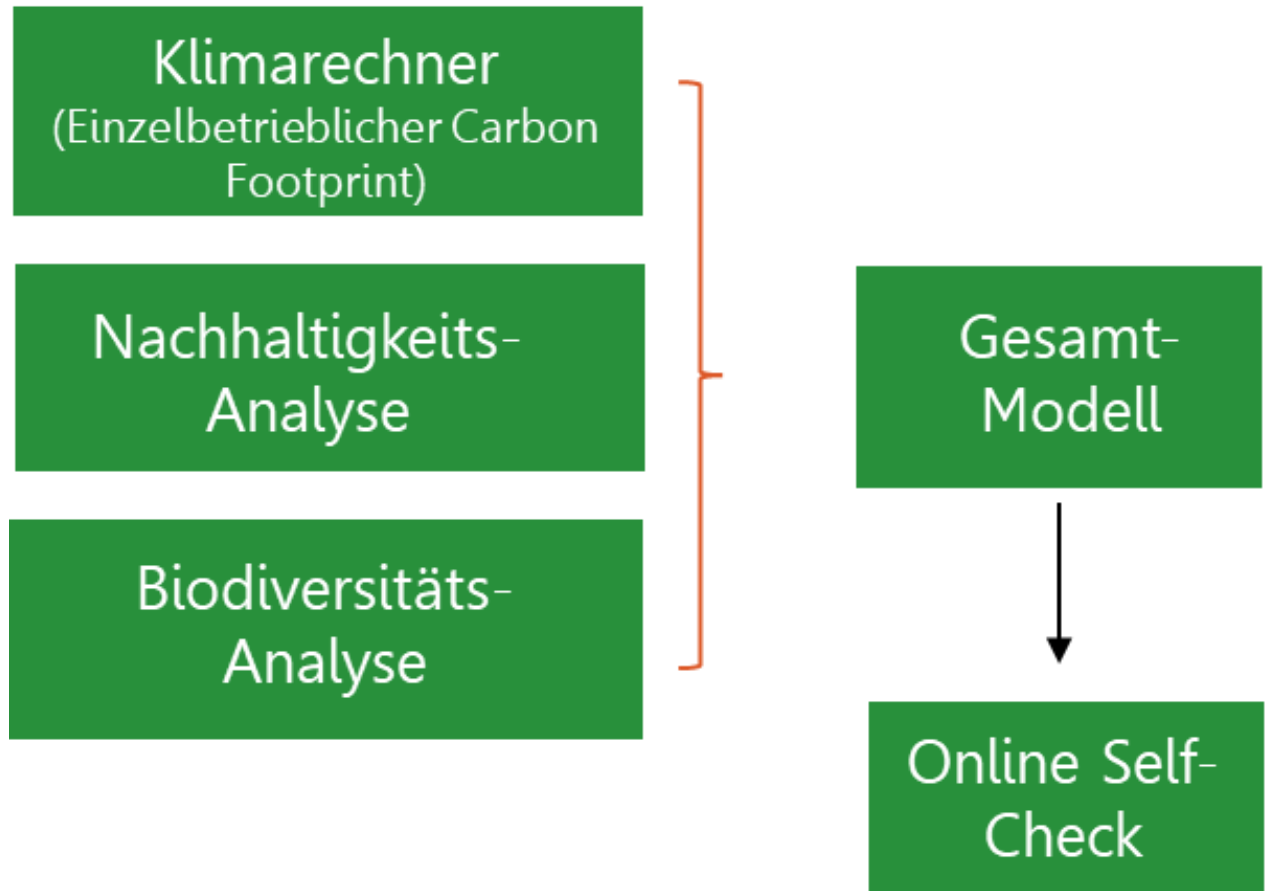 Klimarechner
(Einzelbetrieblicher Carbon
Footprint)
Nachhaltigkeits-
Analyse
Biodiversitäts-
Analyse
Gesamt-
Modell
Online Self-
Check